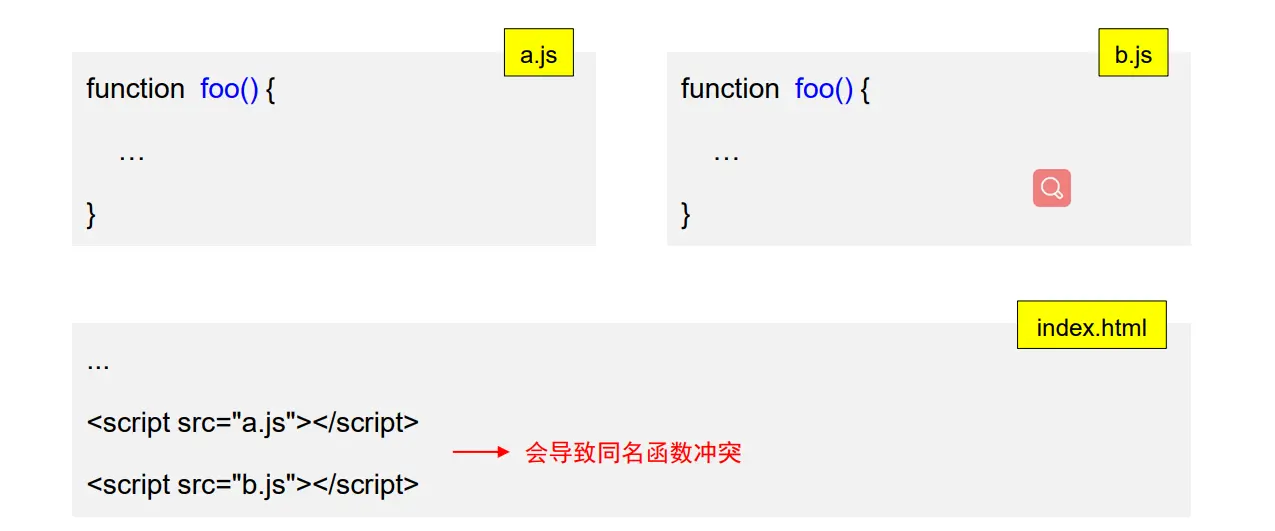 a.js
function foo() {
...
}
b.js
function foo() {
...
}
index.html
...
<script src="a.js"></script>
会导致同名函数冲突
<script src="b.js"></script>